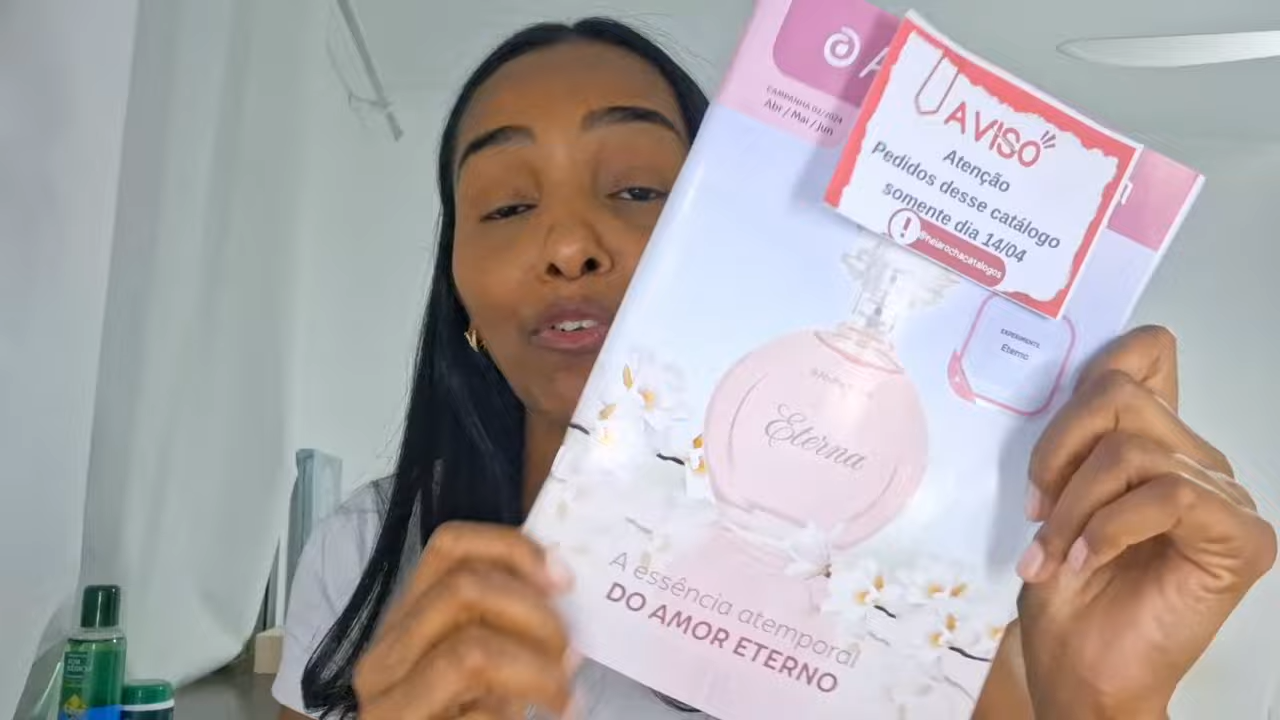 CAMPANHA 02/2024
Abr / Mai / Jun
AVISO
Atenção
Pedidos desse catálogo
somente dia 14/04
EXPERIMENTE
Eterna
Eterna
A essência atemporal
DO AMOR ETERNO